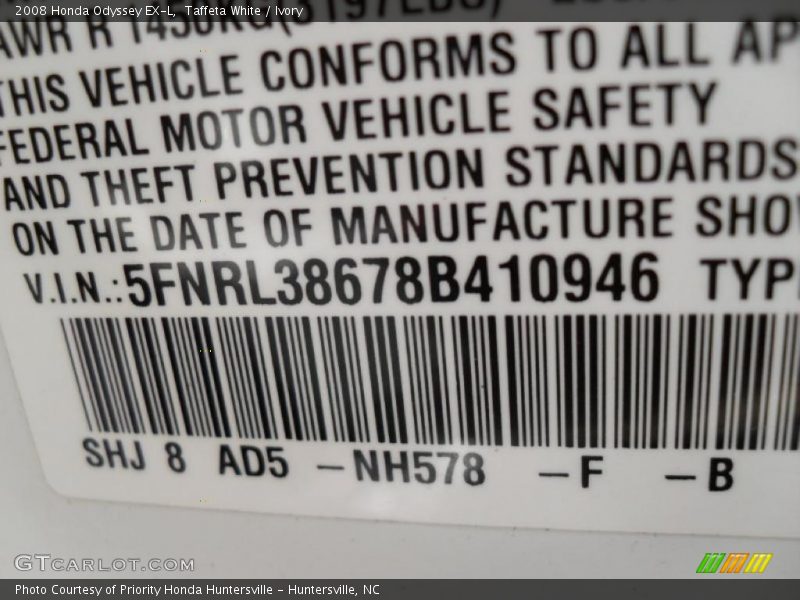 2008 Honda Odyssey EX-L, Taffeta White / Ivory
THIS VEHICLE CONFORMS TO ALL AP
FEDERAL MOTOR VEHICLE SAFETY
AND THEFT PREVENTION STANDARDS
ON THE DATE OF MANUFACTURE SHO
V.I.N.:5FNRL38678B410946 TYP
SHJ 8 AD5 -NH578 -F -B
GTCARLOT.COM
Photo Courtesy of Priority Honda Huntersville - Huntersville, NC